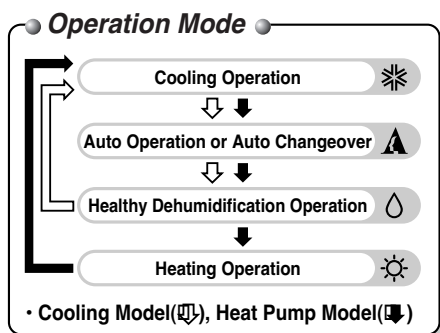 Operation Mode
Cooling Operation
Auto Operation or Auto Changeover
Healthy Dehumidification Operation
Heating Operation
• Cooling Model(⇩), Heat Pump Model(⬇)